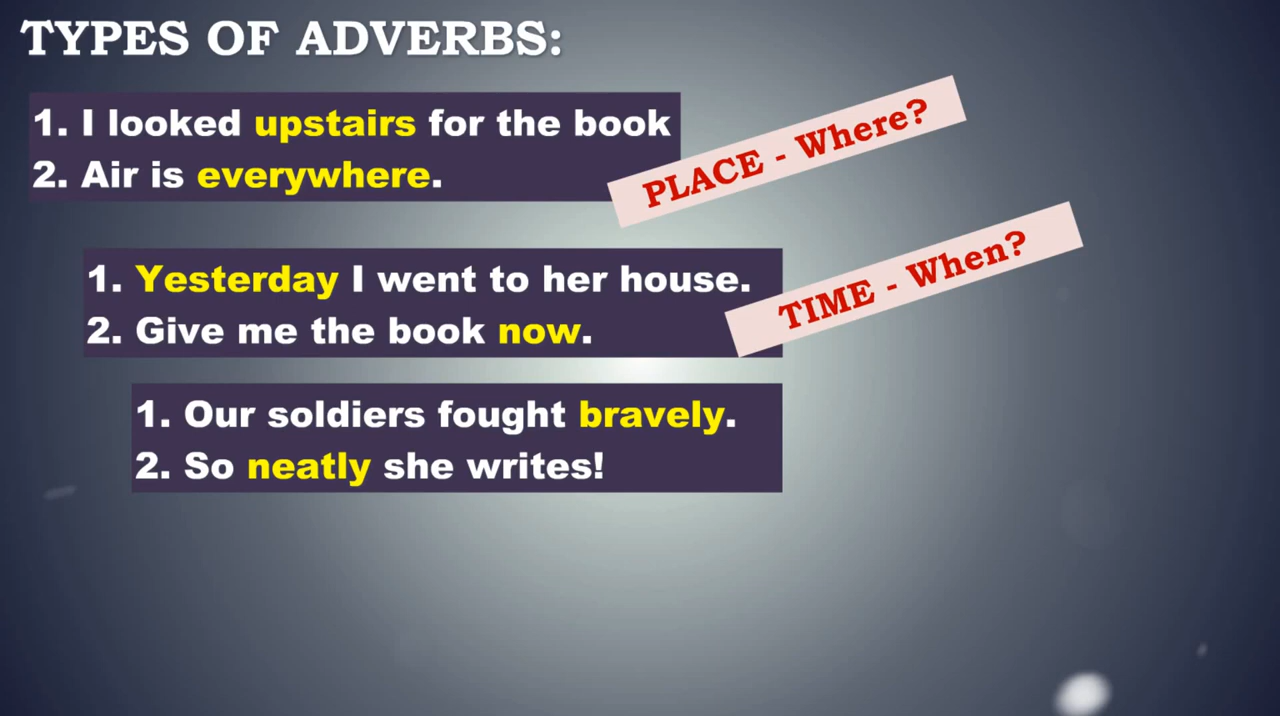 TYPES OF ADVERBS:
1. I looked upstairs for the book
2. Air is everywhere.
PLACE - Where?
1. Yesterday I went to her house.
2. Give me the book now.
TIME - When?
1. Our soldiers fought bravely.
2. So neatly she writes!